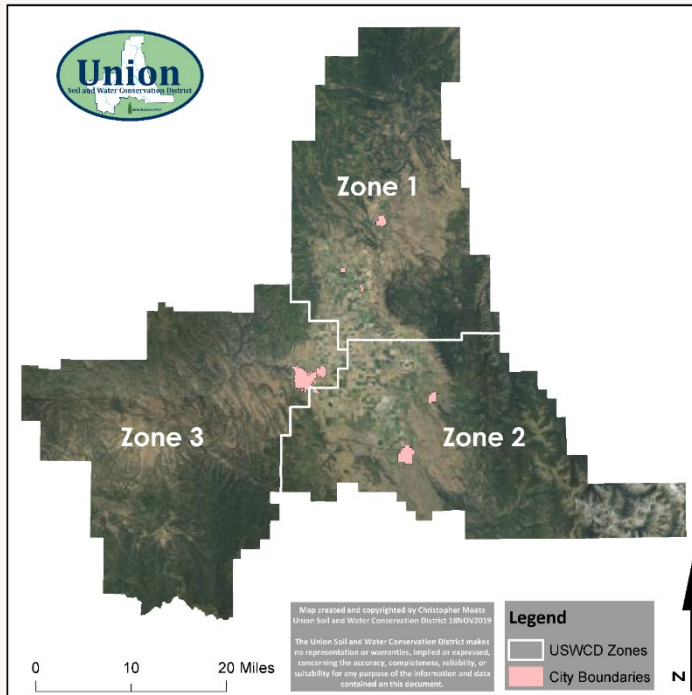 Union
Soil and Water Conservation District
Zone 1
Zone 3
Zone 2
Map created and copyrighted by Christopher Moats
Union Soil and Water Conservation District 18NOV2019
The Union Soil and Water Conservation District makes
no representation or warranties, implied or expressed,
concerning the accuracy, completeness, reliability, or
suitability for any purpose of the information and data
contained on this document.
Legend
USWCD Zones
City Boundaries
0 10 20 Miles
N